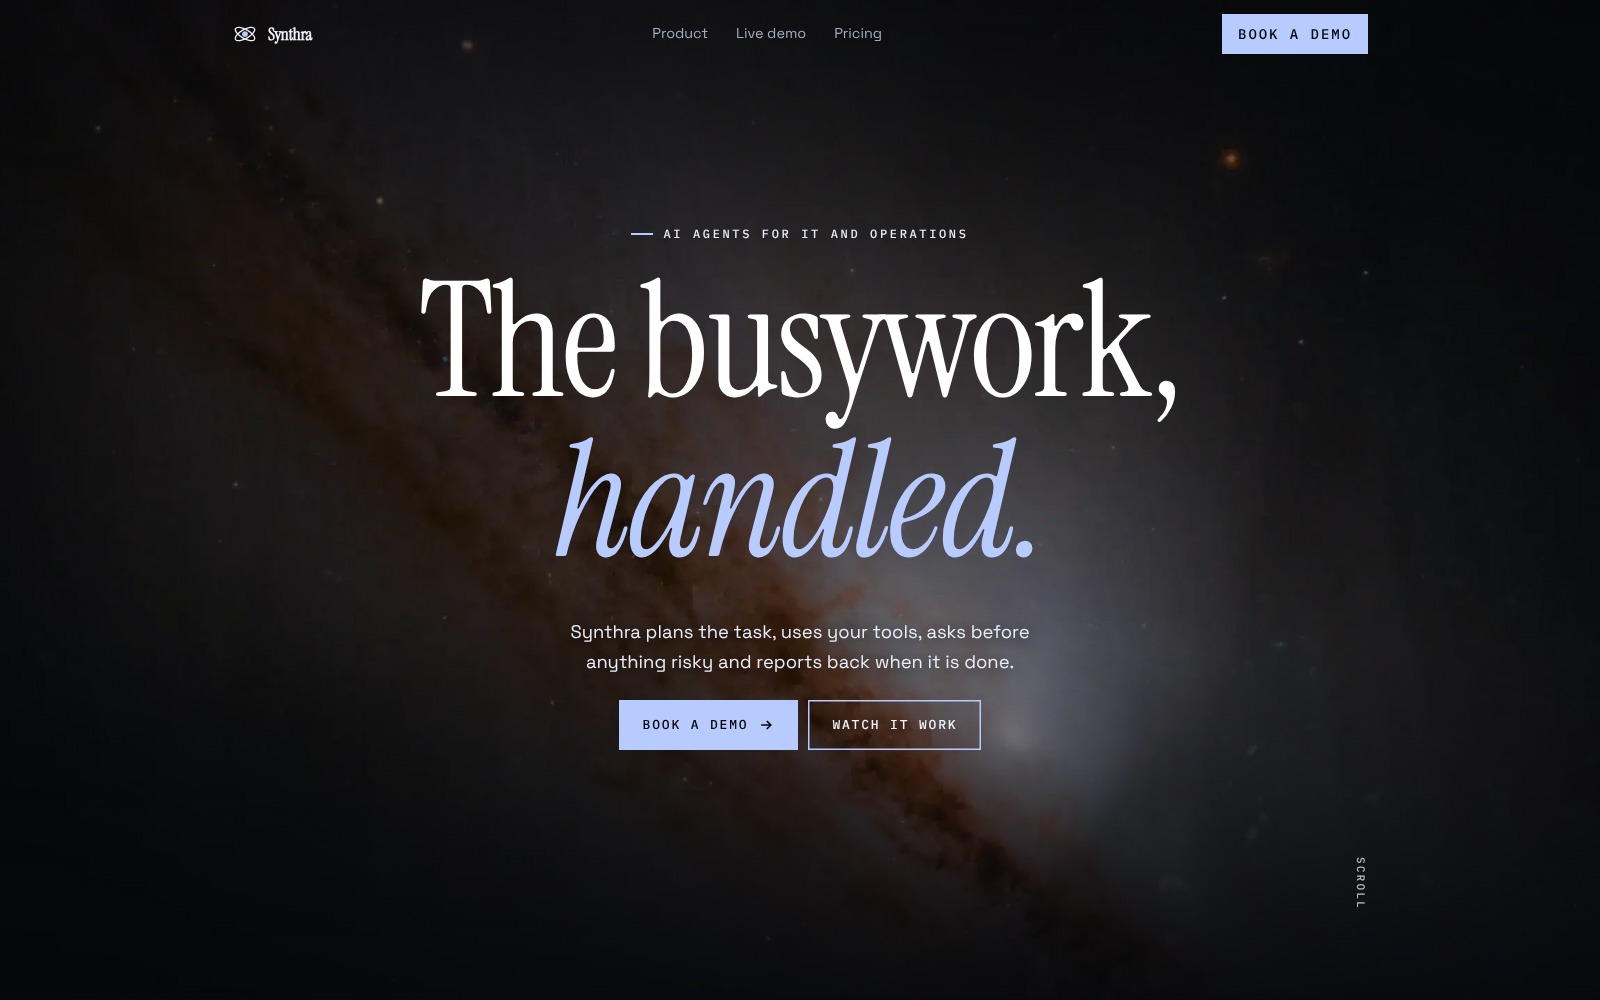 Synthra
Product
Live demo
Pricing
BOOK A DEMO
AI AGENTS FOR IT AND OPERATIONS
The busywork,
handled.
Synthra plans the task, uses your tools, asks before
anything risky and reports back when it is done.
BOOK A DEMO →
WATCH IT WORK
SCROLL